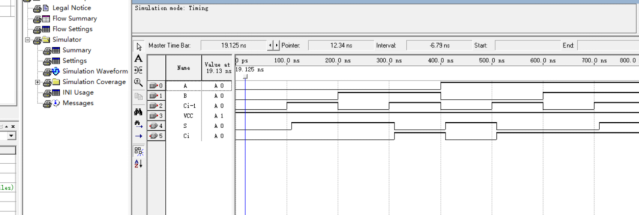 Legal Notice
Flow Summary
Flow Settings
Simulator
Summary
Settings
Simulation Waveform
Simulation Coverage
INI Usage
Messages
Simulation mode: Timing
Master Time Bar: 19.125 ns Pointer: 12.34 ns Interval: -6.79 ns Start: End:
Name Value at 19.13 ns
0 ps 100.0 ns 200.0 ns 300.0 ns 400.0 ns 500.0 ns 600.0 ns 700.0 ns 800.0
19.125 ns
0 A A 0
1 B A 0
2 Ci-1 A 0
3 VCC A 1
4 S A 0
5 Ci A 0